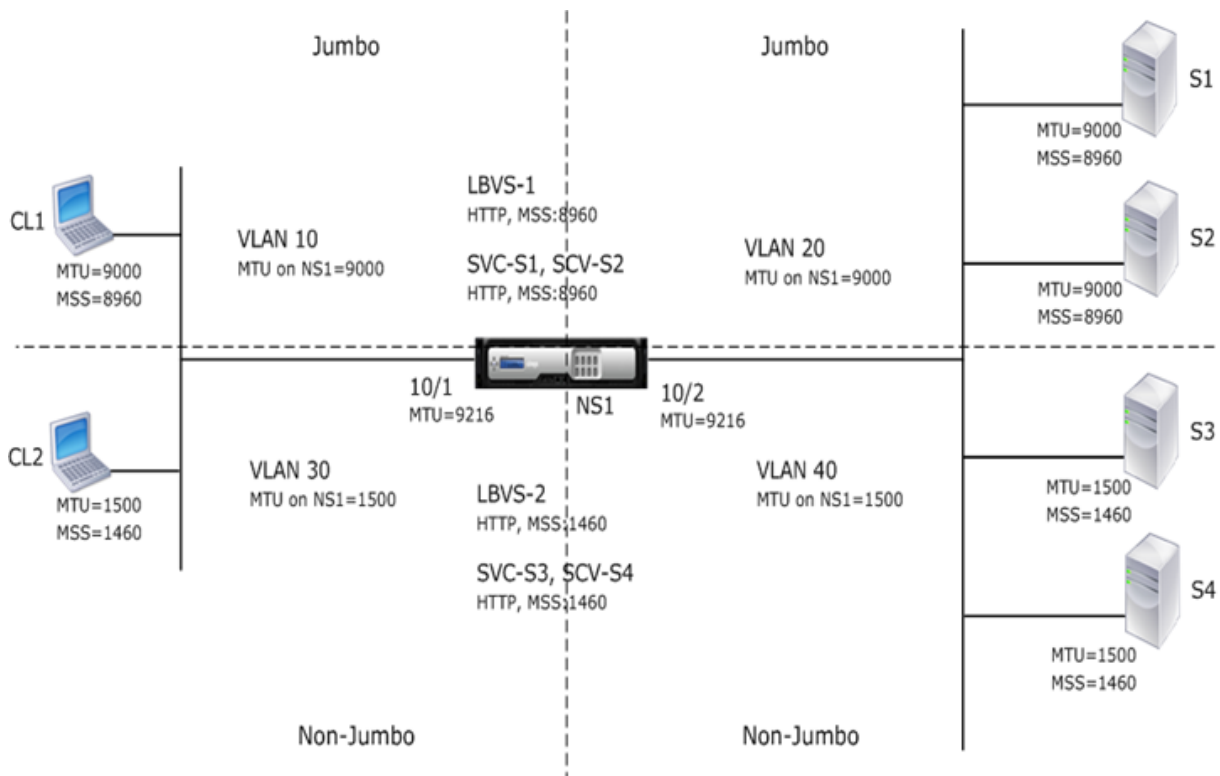 Jumbo
Jumbo
S1
MTU=9000
MSS=8960
LBVS-1
HTTP, MSS:8960
CL1
VLAN 10
MTU on NS1=9000
MTU=9000
MSS=8960
SVC-S1, SCV-S2
HTTP, MSS:8960
VLAN 20
MTU on NS1=9000
S2
MTU=9000
MSS=8960
10/1
MTU=9216
NS1
10/2
MTU=9216
S3
CL2
MTU=1500
MSS=1460
VLAN 30
MTU on NS1=1500
LBVS-2
HTTP, MSS:1460
VLAN 40
MTU on NS1=1500
MTU=1500
MSS=1460
SVC-S3, SCV-S4
HTTP, MSS:1460
S4
MTU=1500
MSS=1460
Non-Jumbo
Non-Jumbo